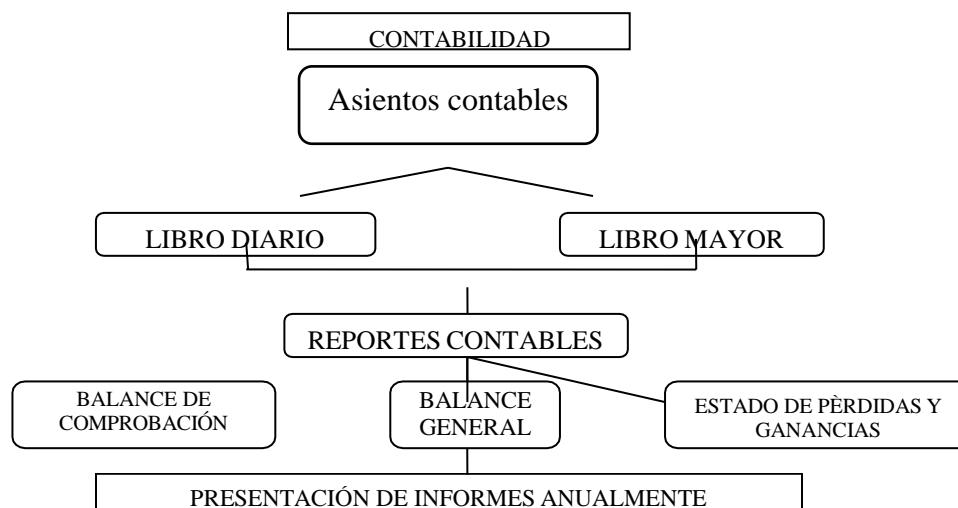 CONTABILIDAD
Asientos contables
LIBRO DIARIO
LIBRO MAYOR
REPORTES CONTABLES
BALANCE DE
COMPROBACIÓN
BALANCE
GENERAL
ESTADO DE PÈRDIDAS Y
GANANCIAS
PRESENTACIÓN DE INFORMES ANUALMENTE